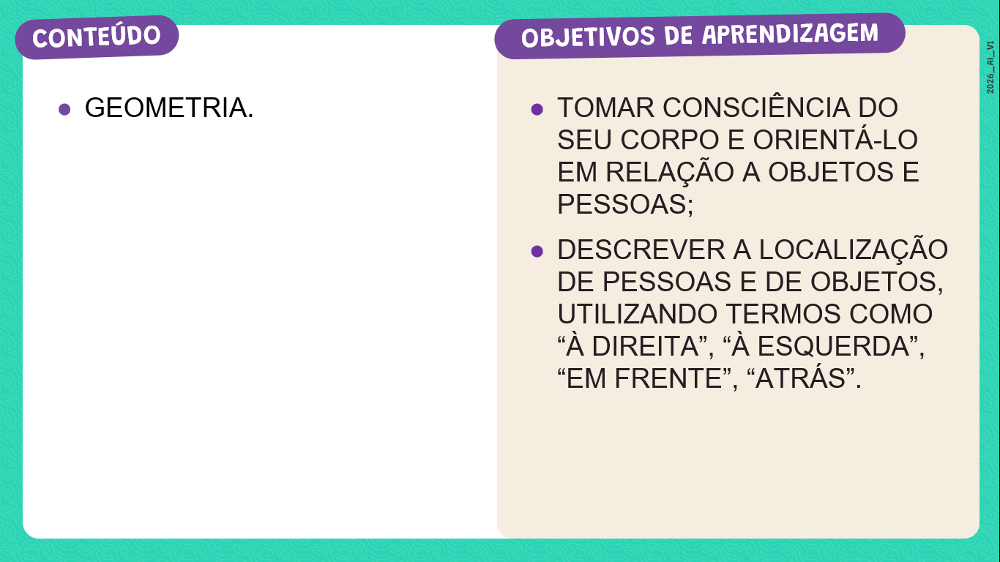 CONTEÚDO
• GEOMETRIA.
OBJETIVOS DE APRENDIZAGEM
• TOMAR CONSCIÊNCIA DO
SEU CORPO E ORIENTÁ-LO
EM RELAÇÃO A OBJETOS E
PESSOAS;
• DESCREVER A LOCALIZAÇÃO
DE PESSOAS E DE OBJETOS,
UTILIZANDO TERMOS COMO
“À DIREITA”, “À ESQUERDA”,
“EM FRENTE”, “ATRÁS”.
2026_AI_V1